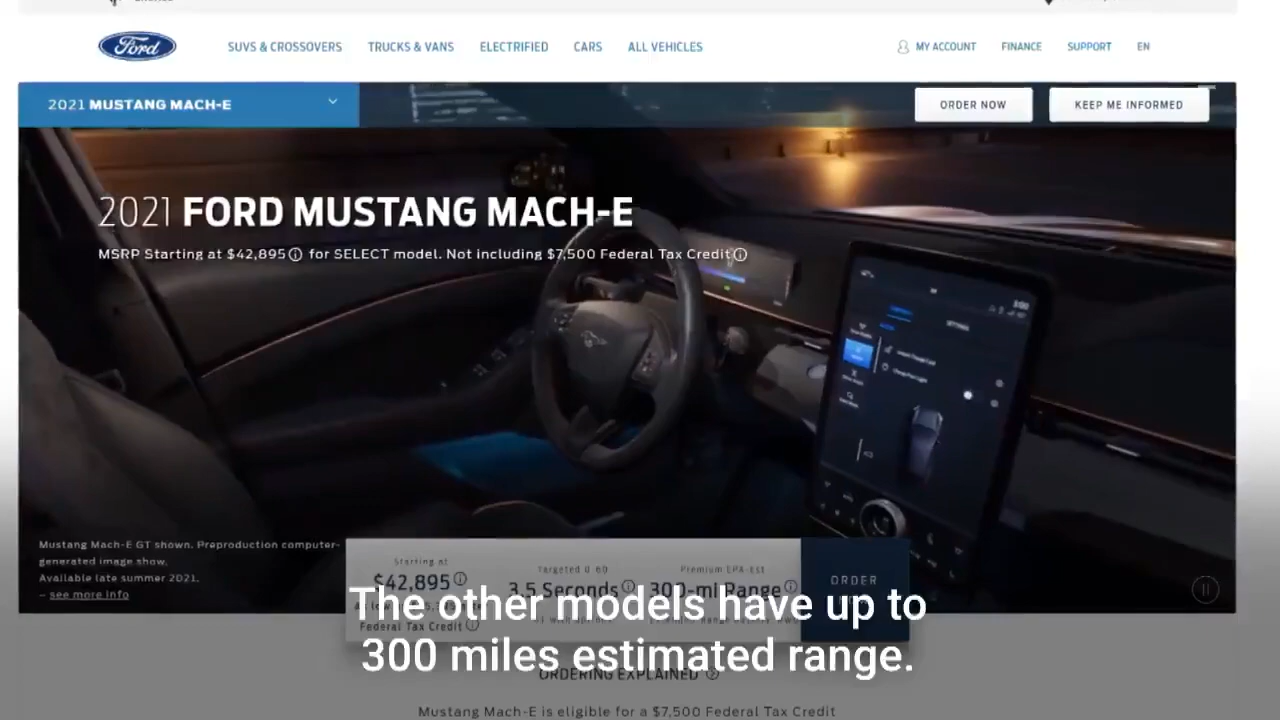 Ford
SUVS & CROSSOVERS
TRUCKS & VANS
ELECTRIFIED
CARS
ALL VEHICLES
MY ACCOUNT
FINANCE
SUPPORT
EN
2021 MUSTANG MACH-E
ORDER NOW
KEEP ME INFORMED
2021 FORD MUSTANG MACH-E
MSRP Starting at $42,895 for SELECT model. Not including $7,500 Federal Tax Credit
Mustang Mach-E GT shown. Preproduction computer-
generated image show.
Available late summer 2021.
– see more info
Starting at
$42,895
Federal Tax Credit
Targeted 0-60
3.5 Seconds
Premium EPA-Est
300-mi Range
ORDER
The other models have up to
300 miles estimated range.
ORDERING EXPLAINED
Mustang Mach-E is eligible for a $7,500 Federal Tax Credit